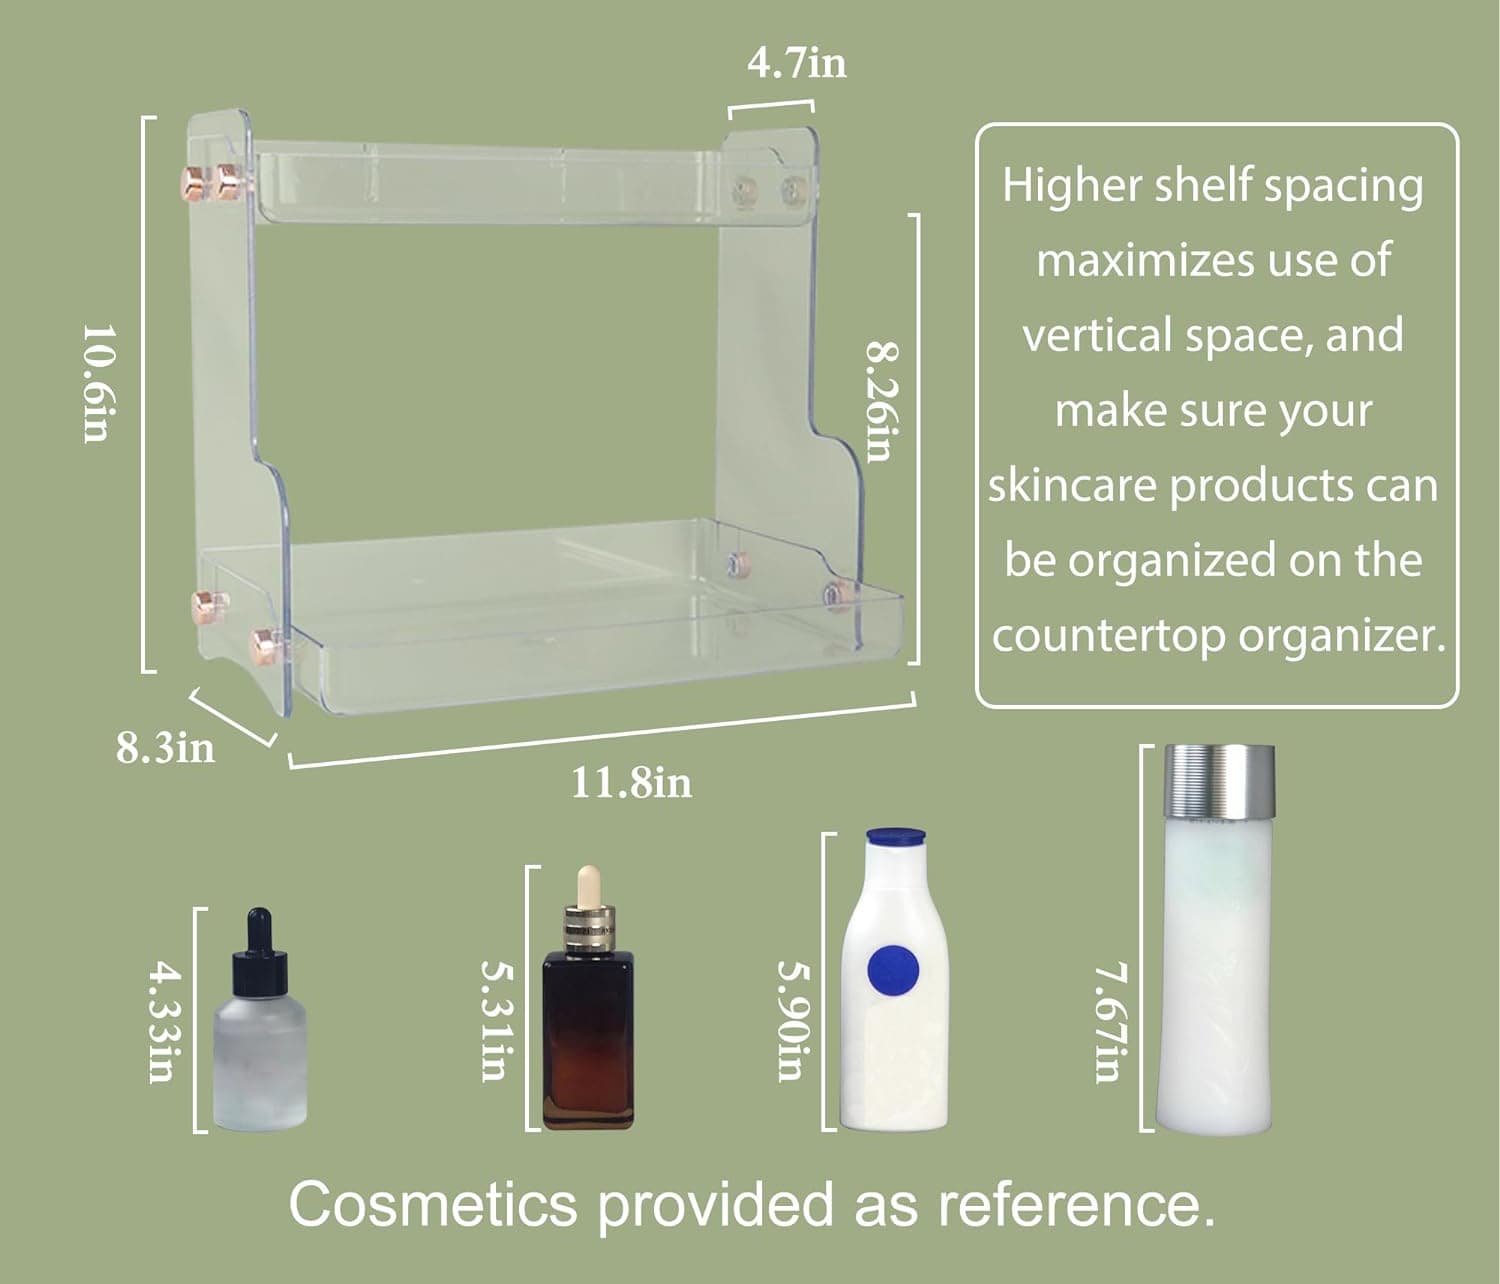 4.7in
10.6in
8.26in
8.3in
11.8in
Higher shelf spacing
maximizes use of
vertical space, and
make sure your
skincare products can
be organized on the
countertop organizer.
4.33in
5.31in
5.90in
7.67in
Cosmetics provided as reference.